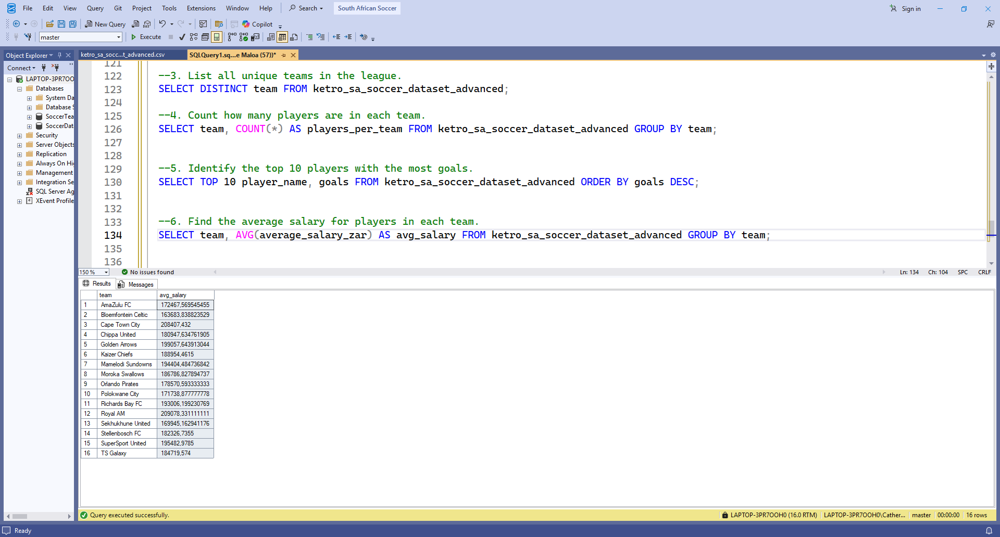 File Edit View Query Git Project Tools Extensions Window Help Search South African Soccer Sign in
New Query DAX Copilot
master Execute
Object Explorer ketro_sa_socc...t_advanced.csv SQLQuery1.sq...e Maloa (57))*
Connect
LAPTOP-3PR7OO
Databases
System Da
Database S
SoccerTea
SoccerDat
Security
Server Objects
Replication
Always On Hi
Management
Integration Se
SQL Server Ag
XEvent Profile
121
122 --3. List all unique teams in the league.
123 SELECT DISTINCT team FROM ketro_sa_soccer_dataset_advanced;
124
125 --4. Count how many players are in each team.
126 SELECT team, COUNT(*) AS players_per_team FROM ketro_sa_soccer_dataset_advanced GROUP BY team;
127
128
129 --5. Identify the top 10 players with the most goals.
130 SELECT TOP 10 player_name, goals FROM ketro_sa_soccer_dataset_advanced ORDER BY goals DESC;
131
132
133 --6. Find the average salary for players in each team.
134 SELECT team, AVG(average_salary_zar) AS avg_salary FROM ketro_sa_soccer_dataset_advanced GROUP BY team;
135
136
150 % No issues found Ln: 134 Ch: 104 SPC CRLF
Results Messages
team avg_salary
1 AmaZulu FC 172467,569545455
2 Bloemfontein Celtic 163683,838823529
3 Cape Town City 208407,432
4 Chippa United 180947,634761905
5 Golden Arrows 199057,643913044
6 Kaizer Chiefs 188954,4615
7 Mamelodi Sundowns 194404,484736842
8 Moroka Swallows 186786,827894737
9 Orlando Pirates 178570,593333333
10 Polokwane City 171738,877777778
11 Richards Bay FC 193006,199230769
12 Royal AM 209078,331111111
13 Sekhukhune United 169945,162941176
14 Stellenbosch FC 182326,7355
15 SuperSport United 195482,9785
16 TS Galaxy 184719,574
Query executed successfully. LAPTOP-3PR7OOH0 (16.0 RTM) LAPTOP-3PR7OOH0\Cather... master 00:00:00 16 rows
Ready